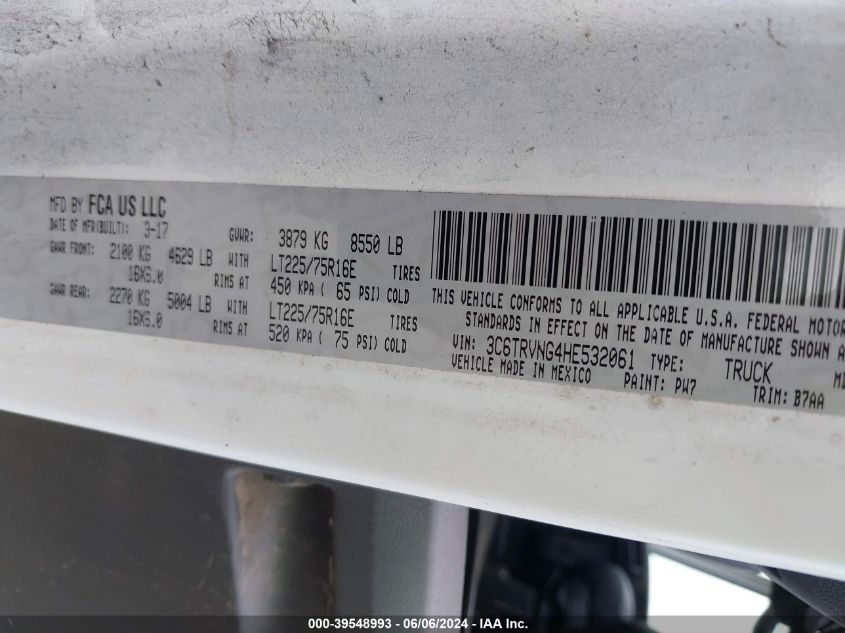 MFD BY FCA US LLC
DATE OF MFR(BUILT): 3-17 GVWR: 3879 KG 8550 LB
GAWR FRONT: 2100 KG 4629 LB WITH LT225/75R16E TIRES
16X6.0 RIMS AT 450 KPA ( 65 PSI) COLD
GAWR REAR: 2270 KG 5004 LB WITH LT225/75R16E TIRES
16X6.0 RIMS AT 520 KPA ( 75 PSI) COLD
THIS VEHICLE CONFORMS TO ALL APPLICABLE U.S.A. FEDERAL MOTOR
STANDARDS IN EFFECT ON THE DATE OF MANUFACTURE SHOWN A
VIN: 3C6TRVNG4HE532061 TYPE: TRUCK
VEHICLE MADE IN MEXICO PAINT: PW7 TRIM: B7AA
000-39548993 - 06/06/2024 - IAA Inc.